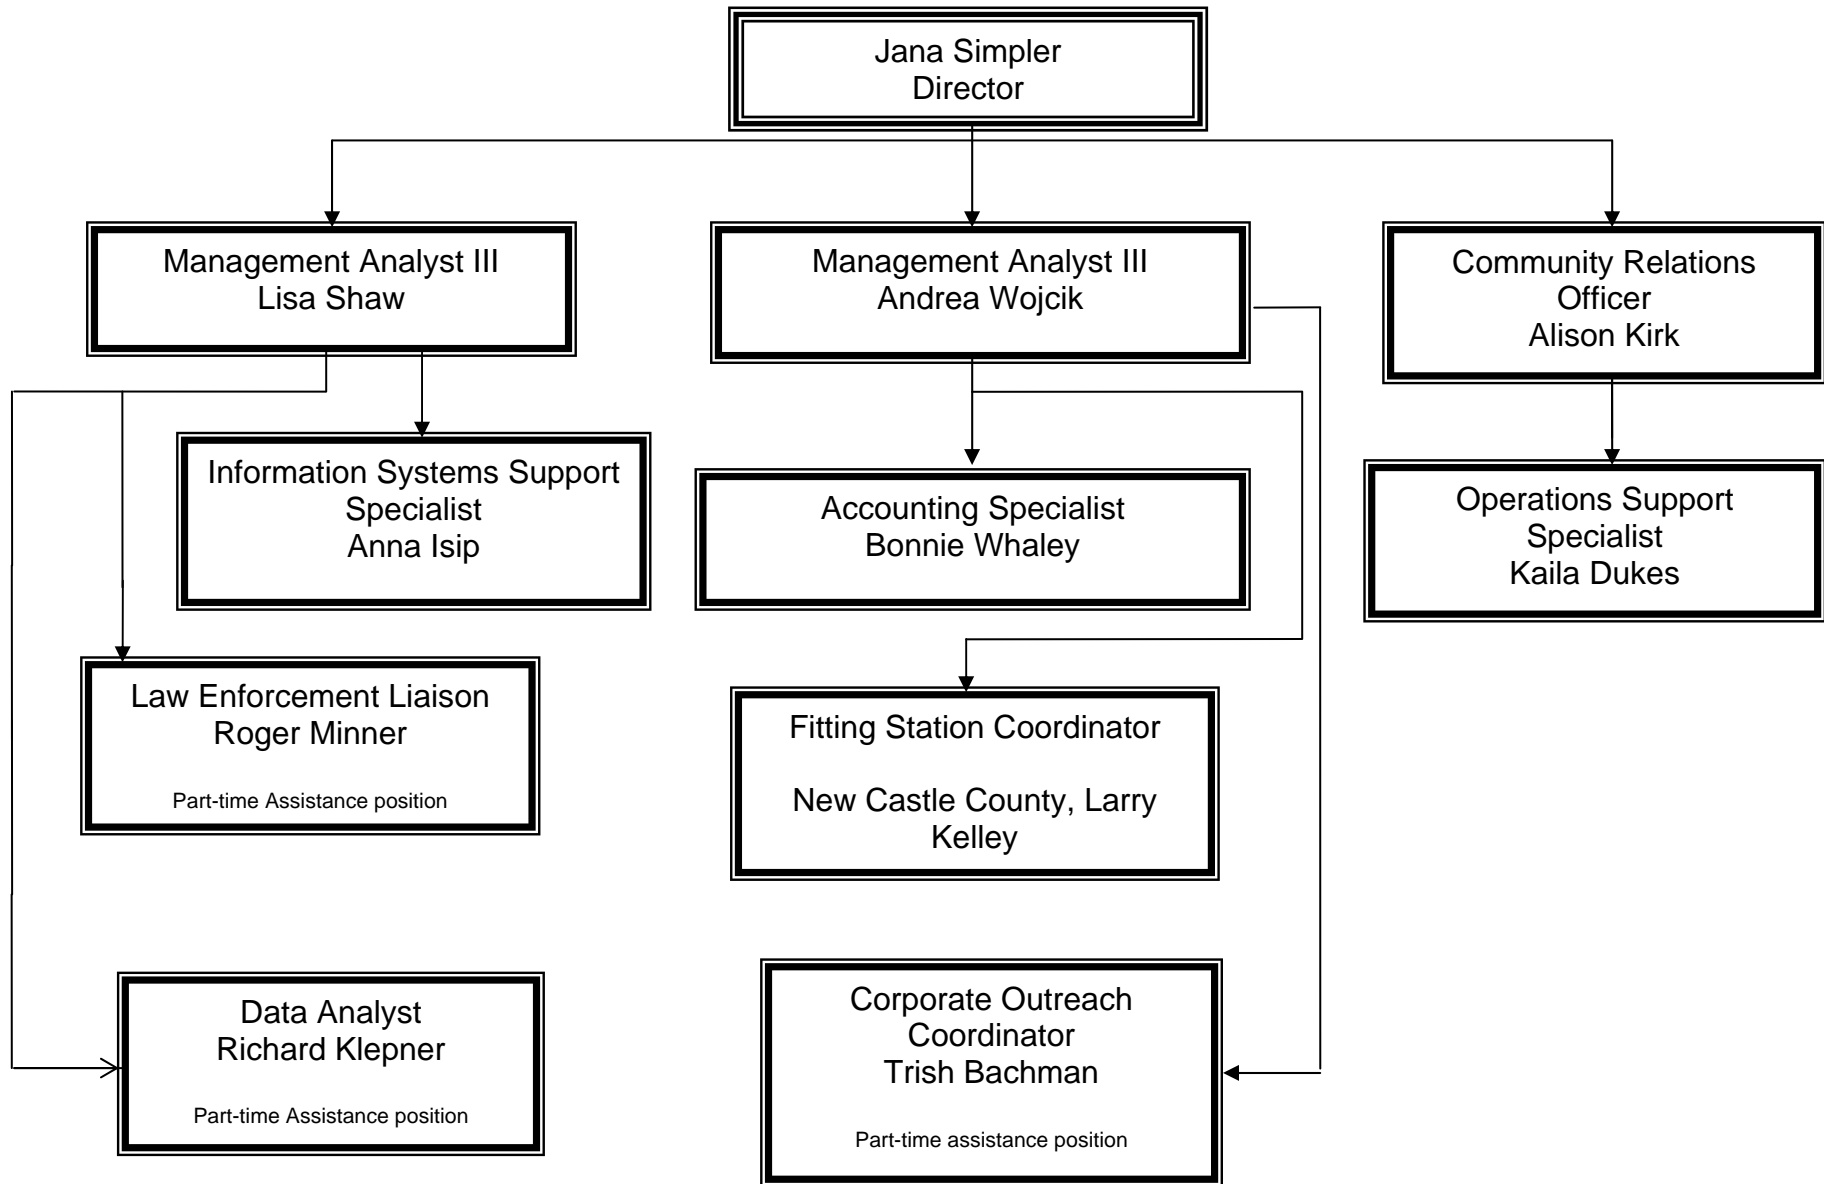 Jana Simpler
Director
Management Analyst III
Lisa Shaw
Management Analyst III
Andrea Wojcik
Community Relations
Officer
Alison Kirk
Information Systems Support
Specialist
Anna Isip
Accounting Specialist
Bonnie Whaley
Operations Support
Specialist
Kaila Dukes
Law Enforcement Liaison
Roger Minner
Part-time Assistance position
Fitting Station Coordinator
New Castle County, Larry
Kelley
Data Analyst
Richard Klepner
Part-time Assistance position
Corporate Outreach
Coordinator
Trish Bachman
Part-time assistance position